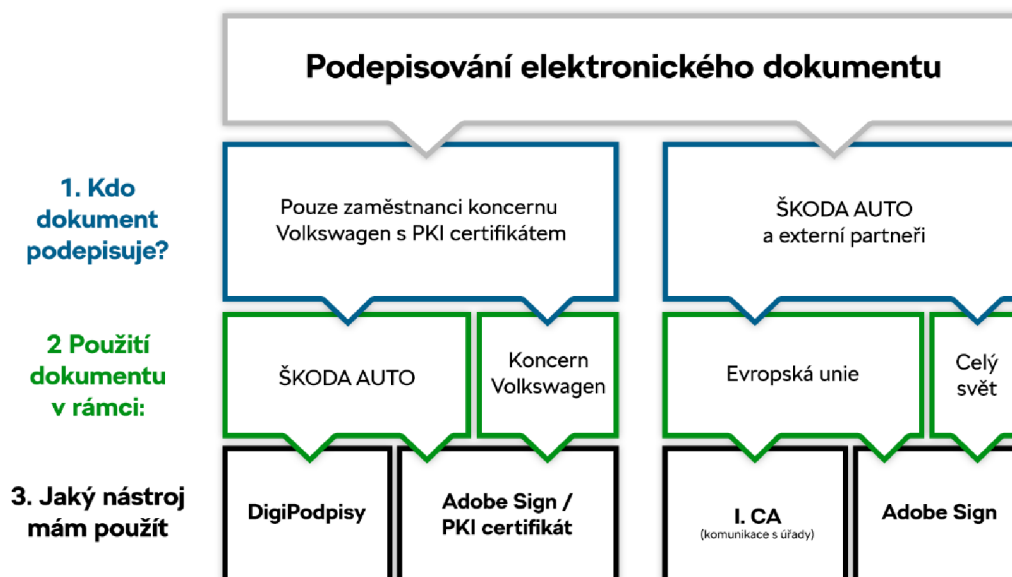 Podepisování elektronického dokumentu
1. Kdo
dokument
podepisuje?
Pouze zaměstnanci koncernu
Volkswagen s PKI certifikátem
ŠKODA AUTO
a externí partneři
2 Použití
dokumentu
v rámci:
ŠKODA AUTO
Koncern
Volkswagen
Evropská unie
Celý
svět
3. Jaký nástroj
mám použít
DigiPodpisy
Adobe Sign /
PKI certifikát
I. CA
(komunikace s úřady)
Adobe Sign